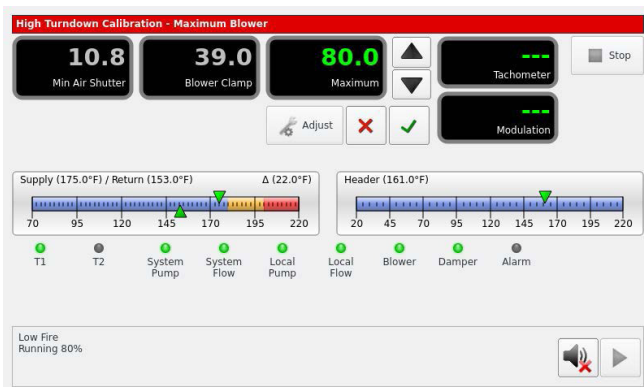 High Turndown Calibration - Maximum Blower
10.8
Min Air Shutter
39.0
Blower Clamp
80.0
Maximum
---
Tachometer
Stop
Adjust
---
Modulation
Supply (175.0°F) / Return (153.0°F) Δ (22.0°F)
70 95 120 145 170 195 220
Header (161.0°F)
20 45 70 95 120 145 170 195 220
T1
T2
System
Pump
System
Flow
Local
Pump
Local
Flow
Blower
Damper
Alarm
Low Fire
Running 80%